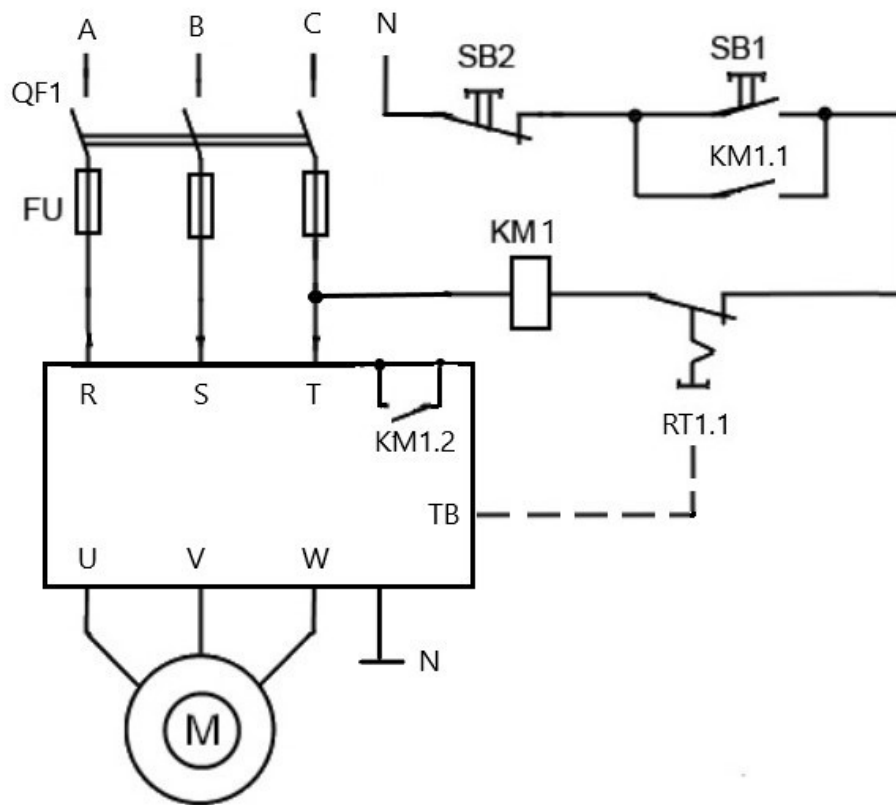 A B C N
QF1
SB2
SB1
KM1.1
FU
KM1
R S T
KM1.2
RT1.1
TB
U V W
N
M